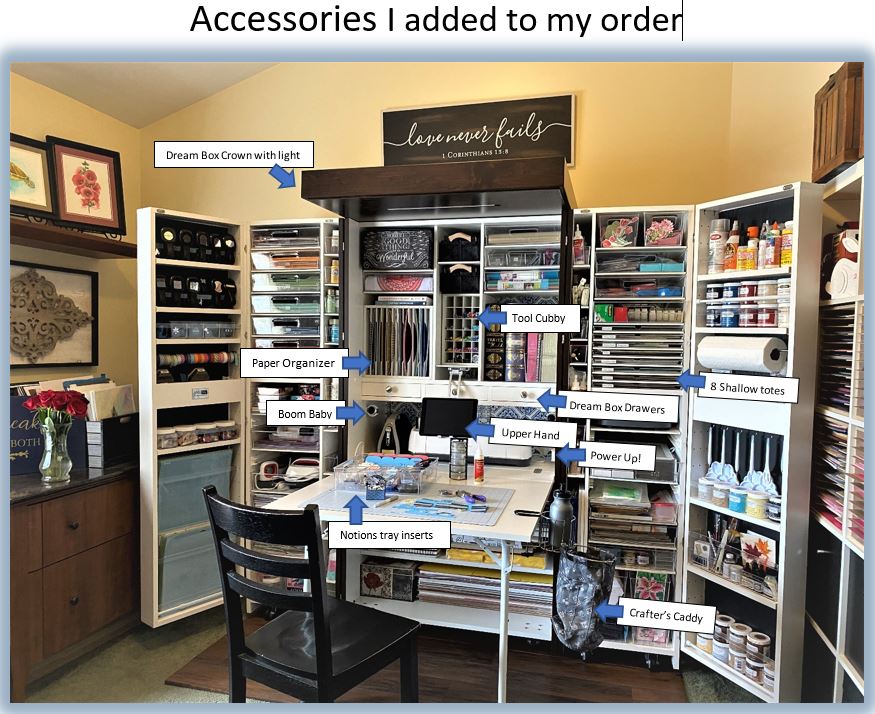 Accessories I added to my order
love never fails
1 CORINTHIANS 13:8
Dream Box Crown with light
Wonderful
Tool Cubby
Paper Organizer
8 Shallow totes
Boom Baby
Dream Box Drawers
Upper Hand
Power Up!
Notions tray inserts
Crafter's Caddy
BOTH